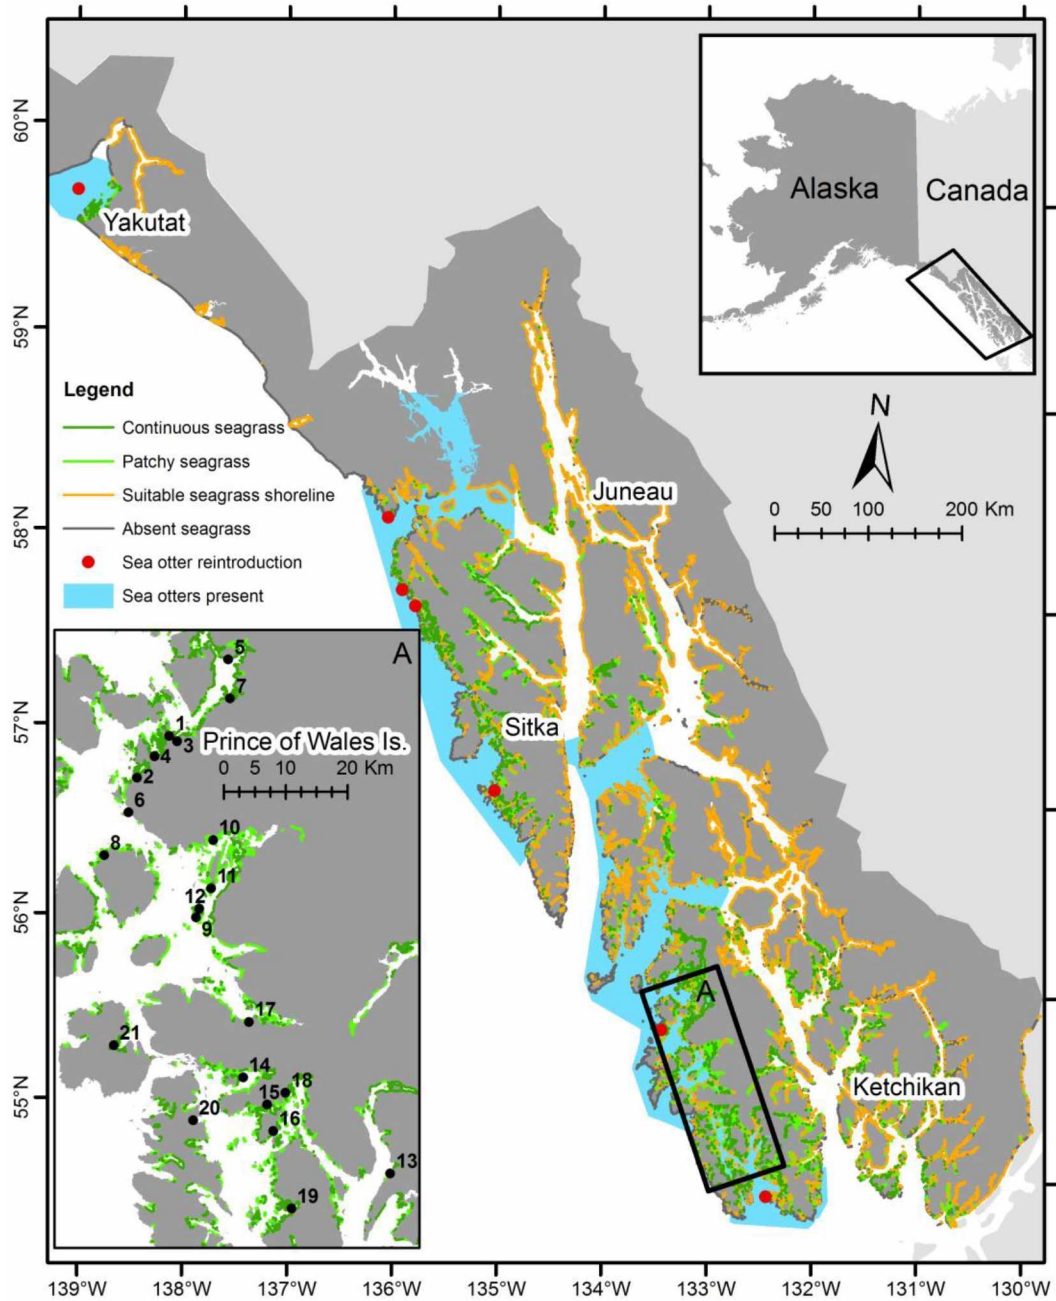 60°N
59°N
58°N
57°N
56°N
55°N
Yakutat
Alaska
Canada
N
0 50 100 200 Km
Juneau
Sitka
Ketchikan
A
Legend
Continuous seagrass
Patchy seagrass
Suitable seagrass shoreline
Absent seagrass
Sea otter reintroduction
Sea otters present
A
5
7
1
3
Prince of Wales Is.
4
0 5 10 20 Km
2
6
10
8
11
12
9
17
21
14
18
15
20
16
13
19
139°W 138°W 137°W 136°W 135°W 134°W 133°W 132°W 131°W 130°W